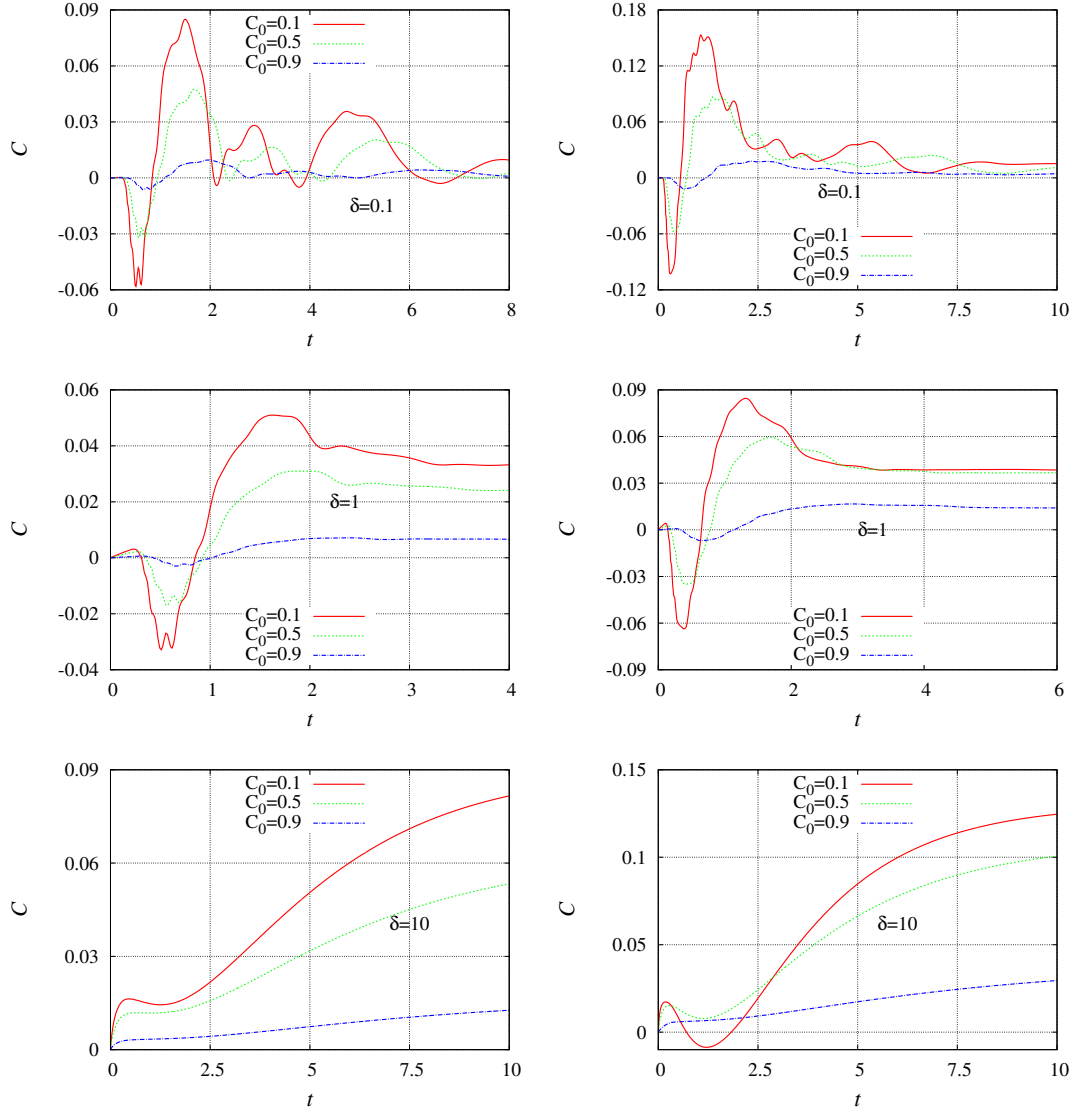 0.09
0.06
0.03
0
-0.03
-0.06
C
C₀=0.1
C₀=0.5
C₀=0.9
δ=0.1
0 2 4 6 8
t
0.18
0.12
0.06
0
-0.06
-0.12
C
δ=0.1
C₀=0.1
C₀=0.5
C₀=0.9
0 2.5 5 7.5 10
t
0.06
0.04
0.02
0
-0.02
-0.04
C
δ=1
C₀=0.1
C₀=0.5
C₀=0.9
0 1 2 3 4
t
0.09
0.06
0.03
0
-0.03
-0.06
-0.09
C
δ=1
C₀=0.1
C₀=0.5
C₀=0.9
0 2 4 6
t
0.09
0.06
0.03
0
C
C₀=0.1
C₀=0.5
C₀=0.9
δ=10
0 2.5 5 7.5 10
t
0.15
0.1
0.05
0
C
C₀=0.1
C₀=0.5
C₀=0.9
δ=10
0 2.5 5 7.5 10
t